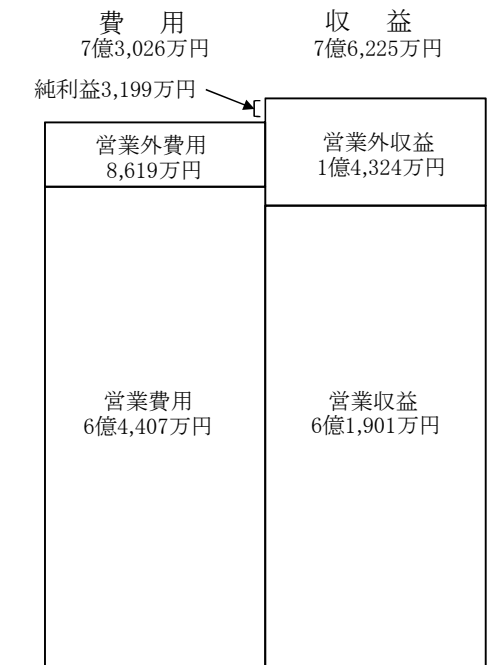 費 用
7億3,026万円
収 益
7億6,225万円
純利益3,199万円
営業外費用
8,619万円
営業外収益
1億4,324万円
営業費用
6億4,407万円
営業収益
6億1,901万円